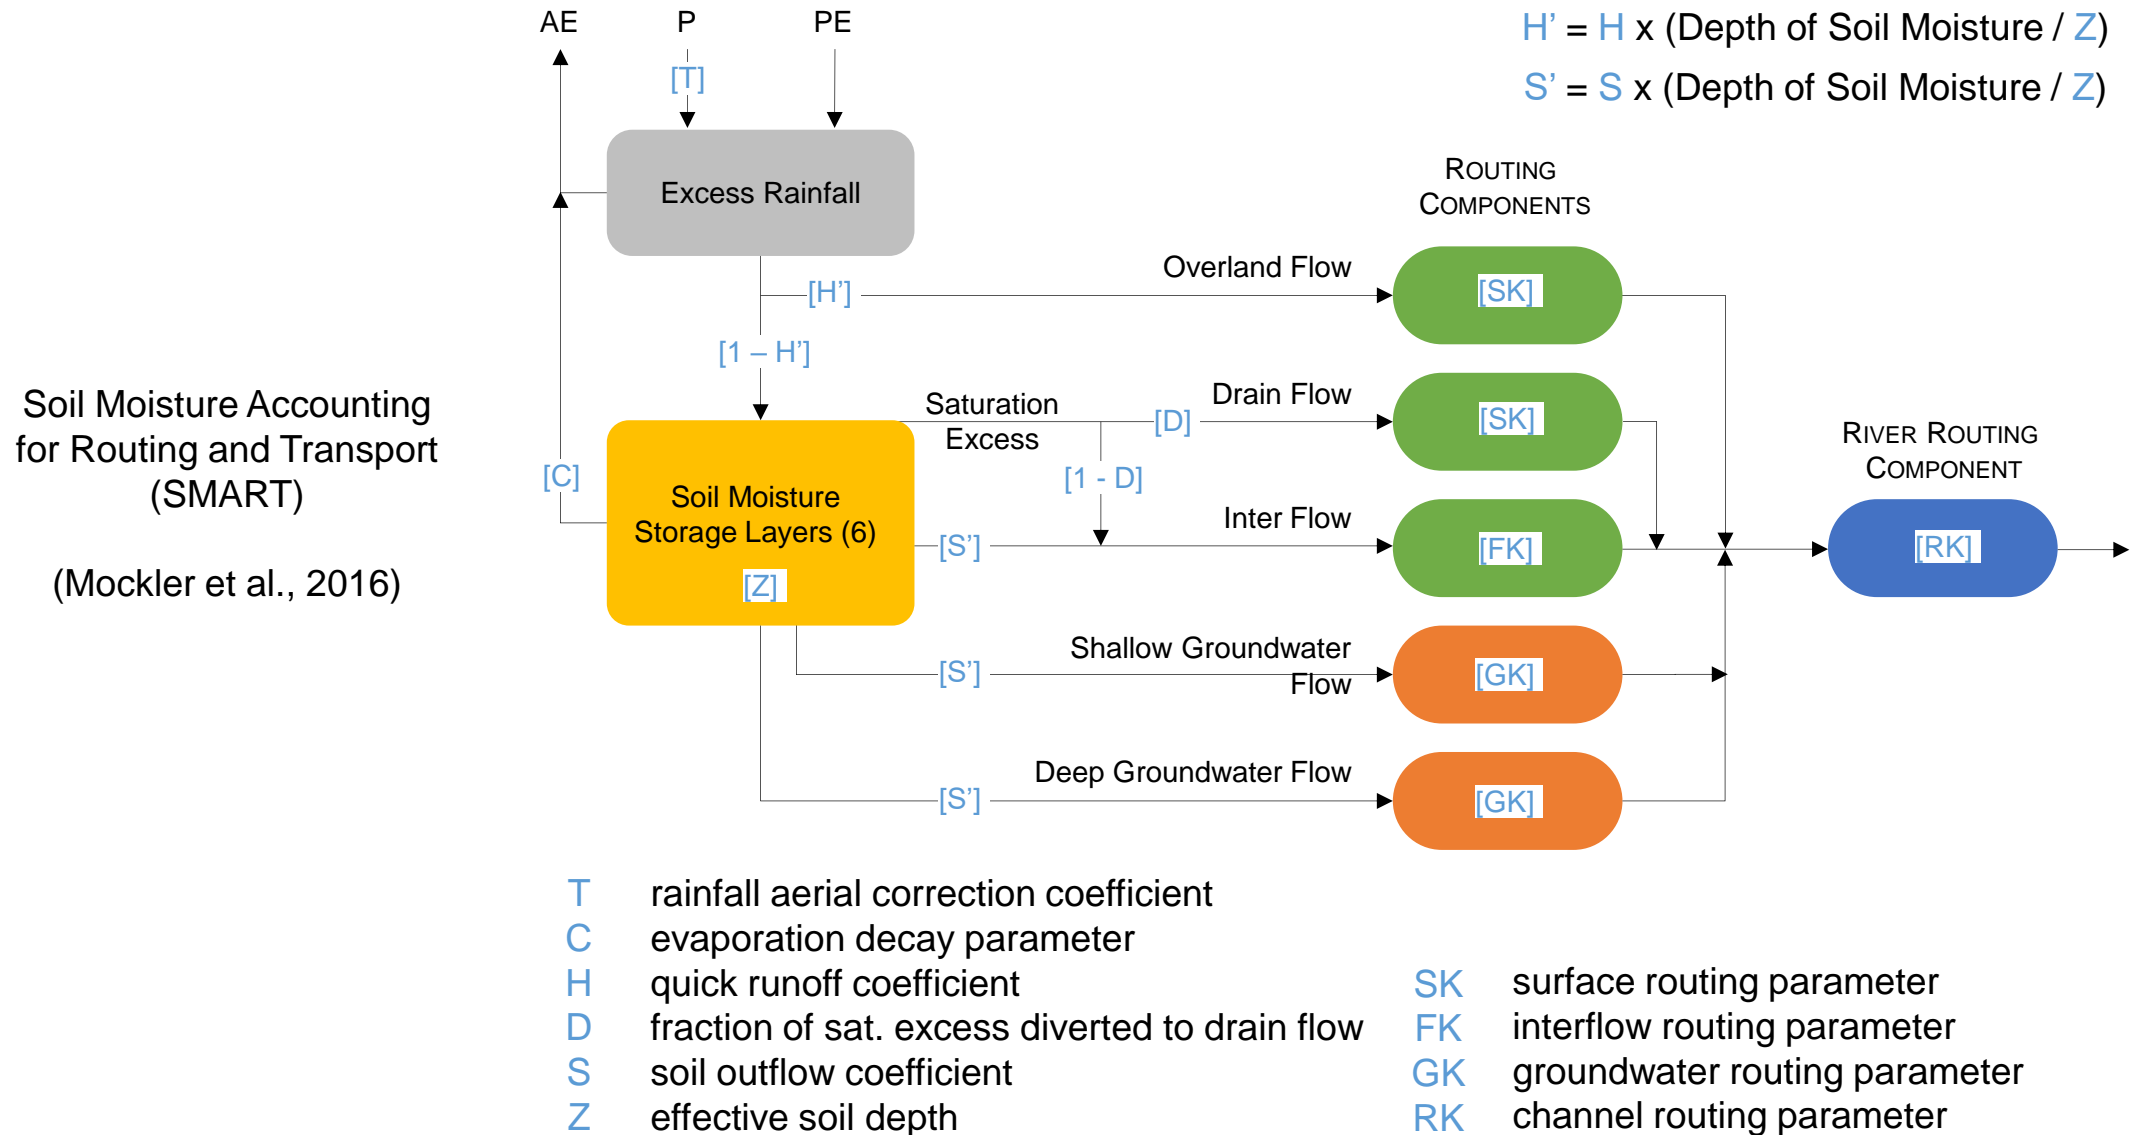 AE
P
PE
H’ = H x (Depth of Soil Moisture / Z)
S’ = S x (Depth of Soil Moisture / Z)
[T]
Excess Rainfall
ROUTING
COMPONENTS
Overland Flow
[H’]
[SK]
[1 – H’]
Soil Moisture Accounting
for Routing and Transport
(SMART)
(Mockler et al., 2016)
Saturation
Excess
[D]
Drain Flow
[SK]
[1 - D]
[C]
Soil Moisture
Storage Layers (6)
[Z]
[S’]
Inter Flow
[FK]
RIVER ROUTING
COMPONENT
[RK]
[S’]
Shallow Groundwater
Flow
[GK]
[S’]
Deep Groundwater Flow
[GK]
T rainfall aerial correction coefficient
C evaporation decay parameter
H quick runoff coefficient
D fraction of sat. excess diverted to drain flow
S soil outflow coefficient
Z effective soil depth
SK surface routing parameter
FK interflow routing parameter
GK groundwater routing parameter
RK channel routing parameter